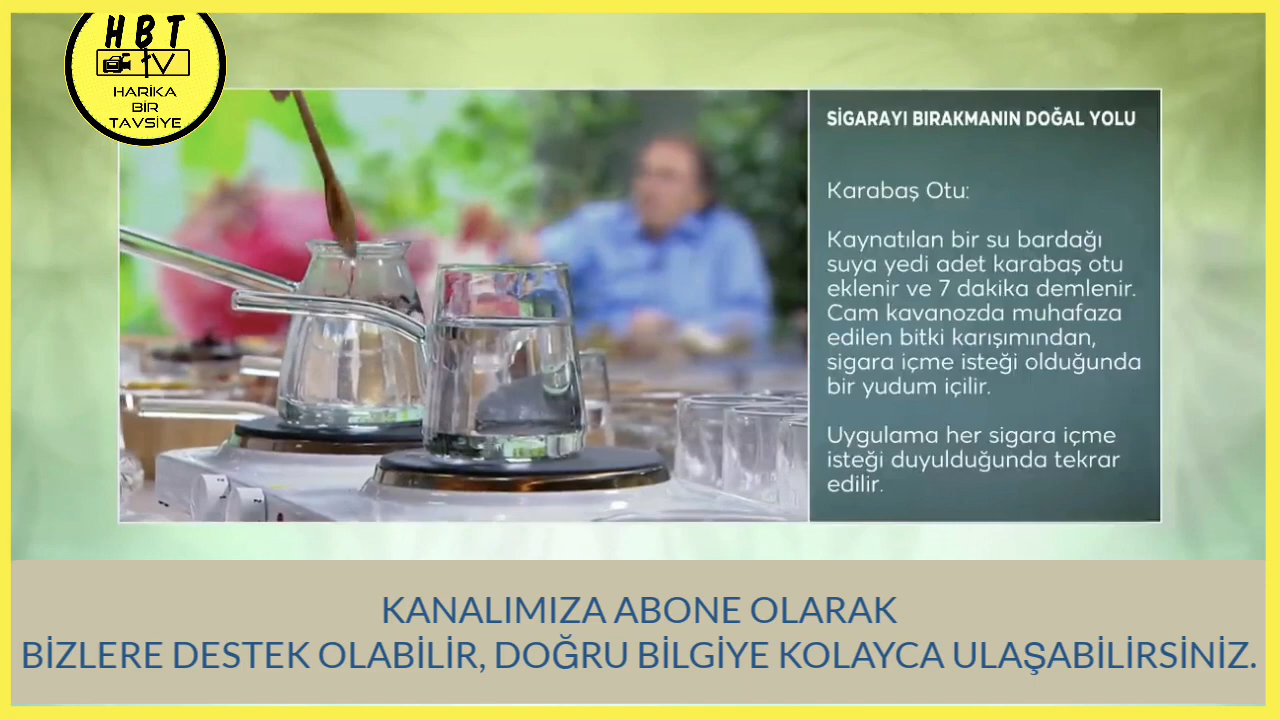 HBT
TV
HARİKA
BİR
TAVSİYE
SİGARAYI BIRAKMANIN DOĞAL YOLU
Karabaş Otu:
Kaynatılan bir su bardağı
suya yedi adet karabaş otu
eklenir ve 7 dakika demlenir.
Cam kavanozda muhafaza
edilen bitki karışımından,
sigara içme isteği olduğunda
bir yudum içilir.
Uygulama her sigara içme
isteği duyulduğunda tekrar
edilir.
KANALIMIZA ABONE OLARAK
BİZLERE DESTEK OLABİLİR, DOĞRU BİLGİYE KOLAYCA ULAŞABİLİRSİNİZ.